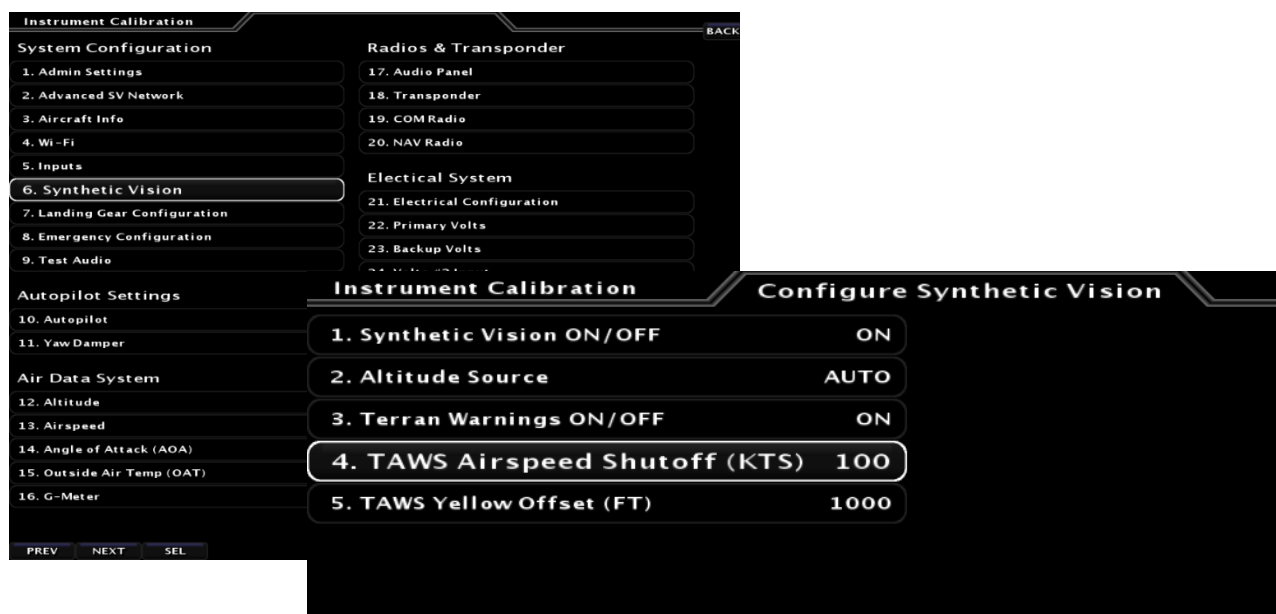 Instrument Calibration
BACK
System Configuration
1. Admin Settings
2. Advanced SV Network
3. Aircraft Info
4. Wi-Fi
5. Inputs
6. Synthetic Vision
7. Landing Gear Configuration
8. Emergency Configuration
9. Test Audio
Autopilot Settings
10. Autopilot
11. Yaw Damper
Air Data System
12. Altitude
13. Airspeed
14. Angle of Attack (AOA)
15. Outside Air Temp (OAT)
16. G-Meter
PREV NEXT SEL
Radios & Transponder
17. Audio Panel
18. Transponder
19. COM Radio
20. NAV Radio
Electical System
21. Electrical Configuration
22. Primary Volts
23. Backup Volts
Instrument Calibration Configure Synthetic Vision
1. Synthetic Vision ON/OFF ON
2. Altitude Source AUTO
3. Terran Warnings ON/OFF ON
4. TAWS Airspeed Shutoff (KTS) 100
5. TAWS Yellow Offset (FT) 1000